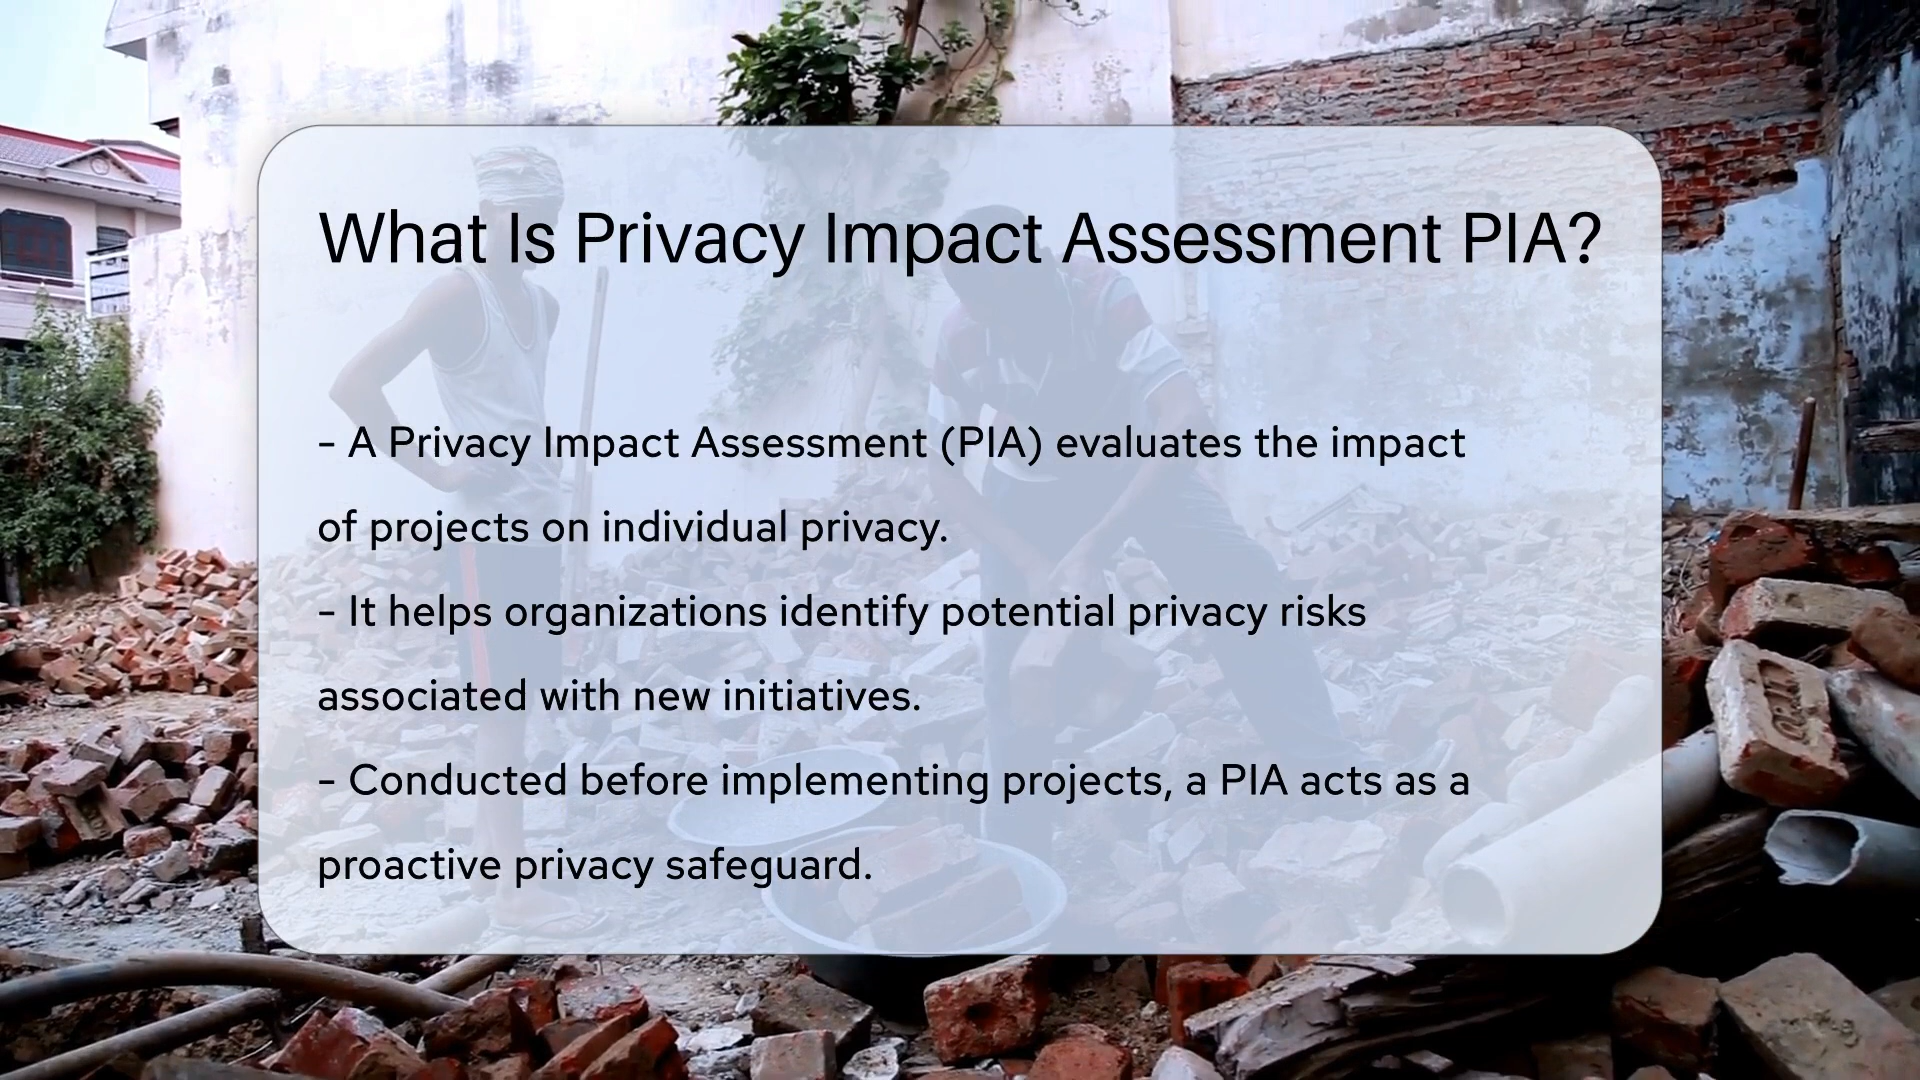 What Is Privacy Impact Assessment PIA?
- A Privacy Impact Assessment (PIA) evaluates the impact
of projects on individual privacy.
- It helps organizations identify potential privacy risks
associated with new initiatives.
- Conducted before implementing projects, a PIA acts as a
proactive privacy safeguard.